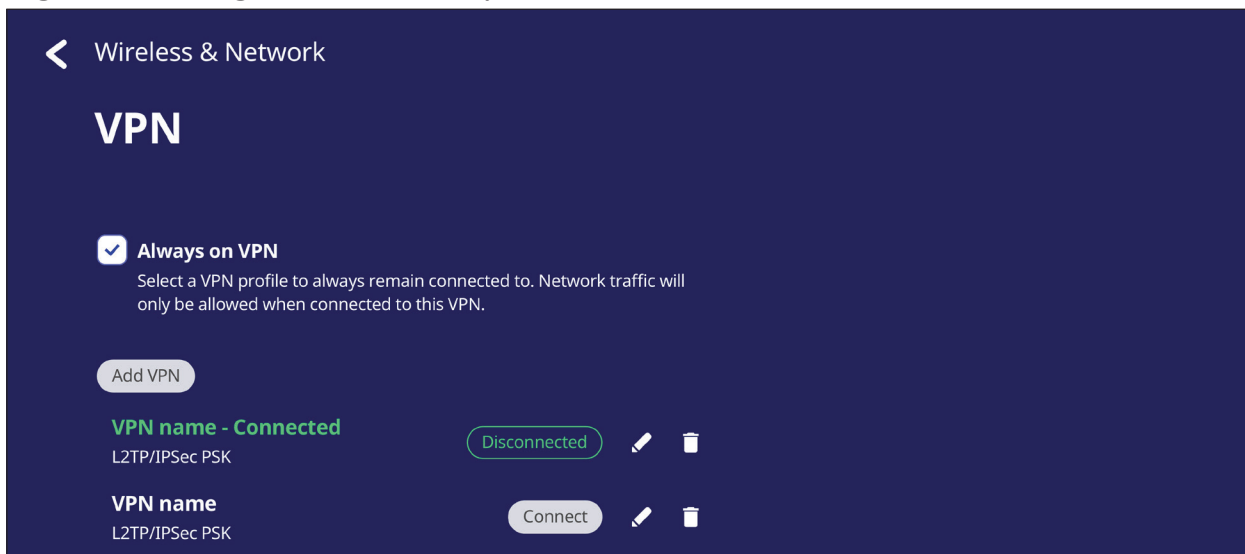 Wireless & Network
VPN
Always on VPN
Select a VPN profile to always remain connected to. Network traffic will
only be allowed when connected to this VPN.
Add VPN
VPN name - Connected
Disconnected
L2TP/IPSec PSK
VPN name
Connect
L2TP/IPSec PSK